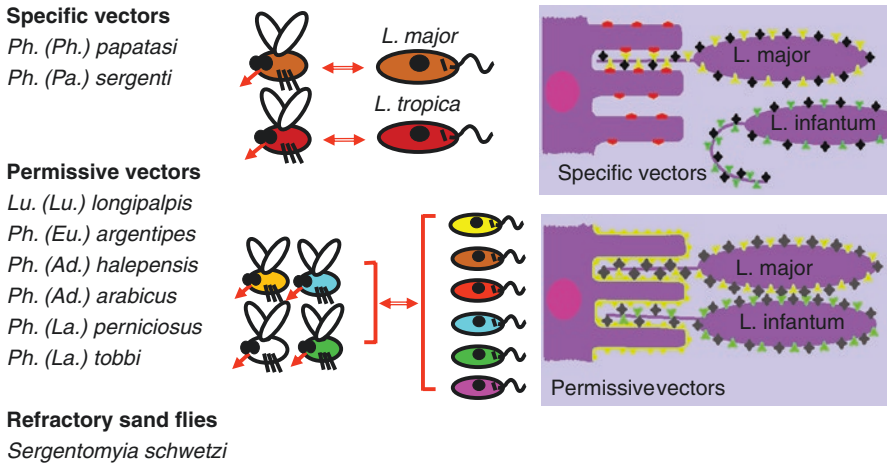 Specific vectors
Ph. (Ph.) papatasi
Ph. (Pa.) sergenti
L. major
L. tropica
L. major
L. infantum
Specific vectors
Permissive vectors
Lu. (Lu.) longipalpis
Ph. (Eu.) argentipes
Ph. (Ad.) halepensis
Ph. (Ad.) arabicus
Ph. (La.) perniciosus
Ph. (La.) tobbi
L. major
L. infantum
Permissive vectors
Refractory sand flies
Sergentomyia schwetzi